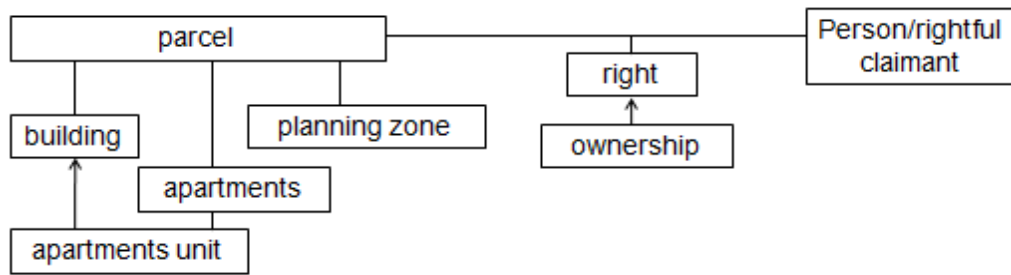 parcel
Person/rightful
claimant
right
building
planning zone
ownership
apartments
apartments unit